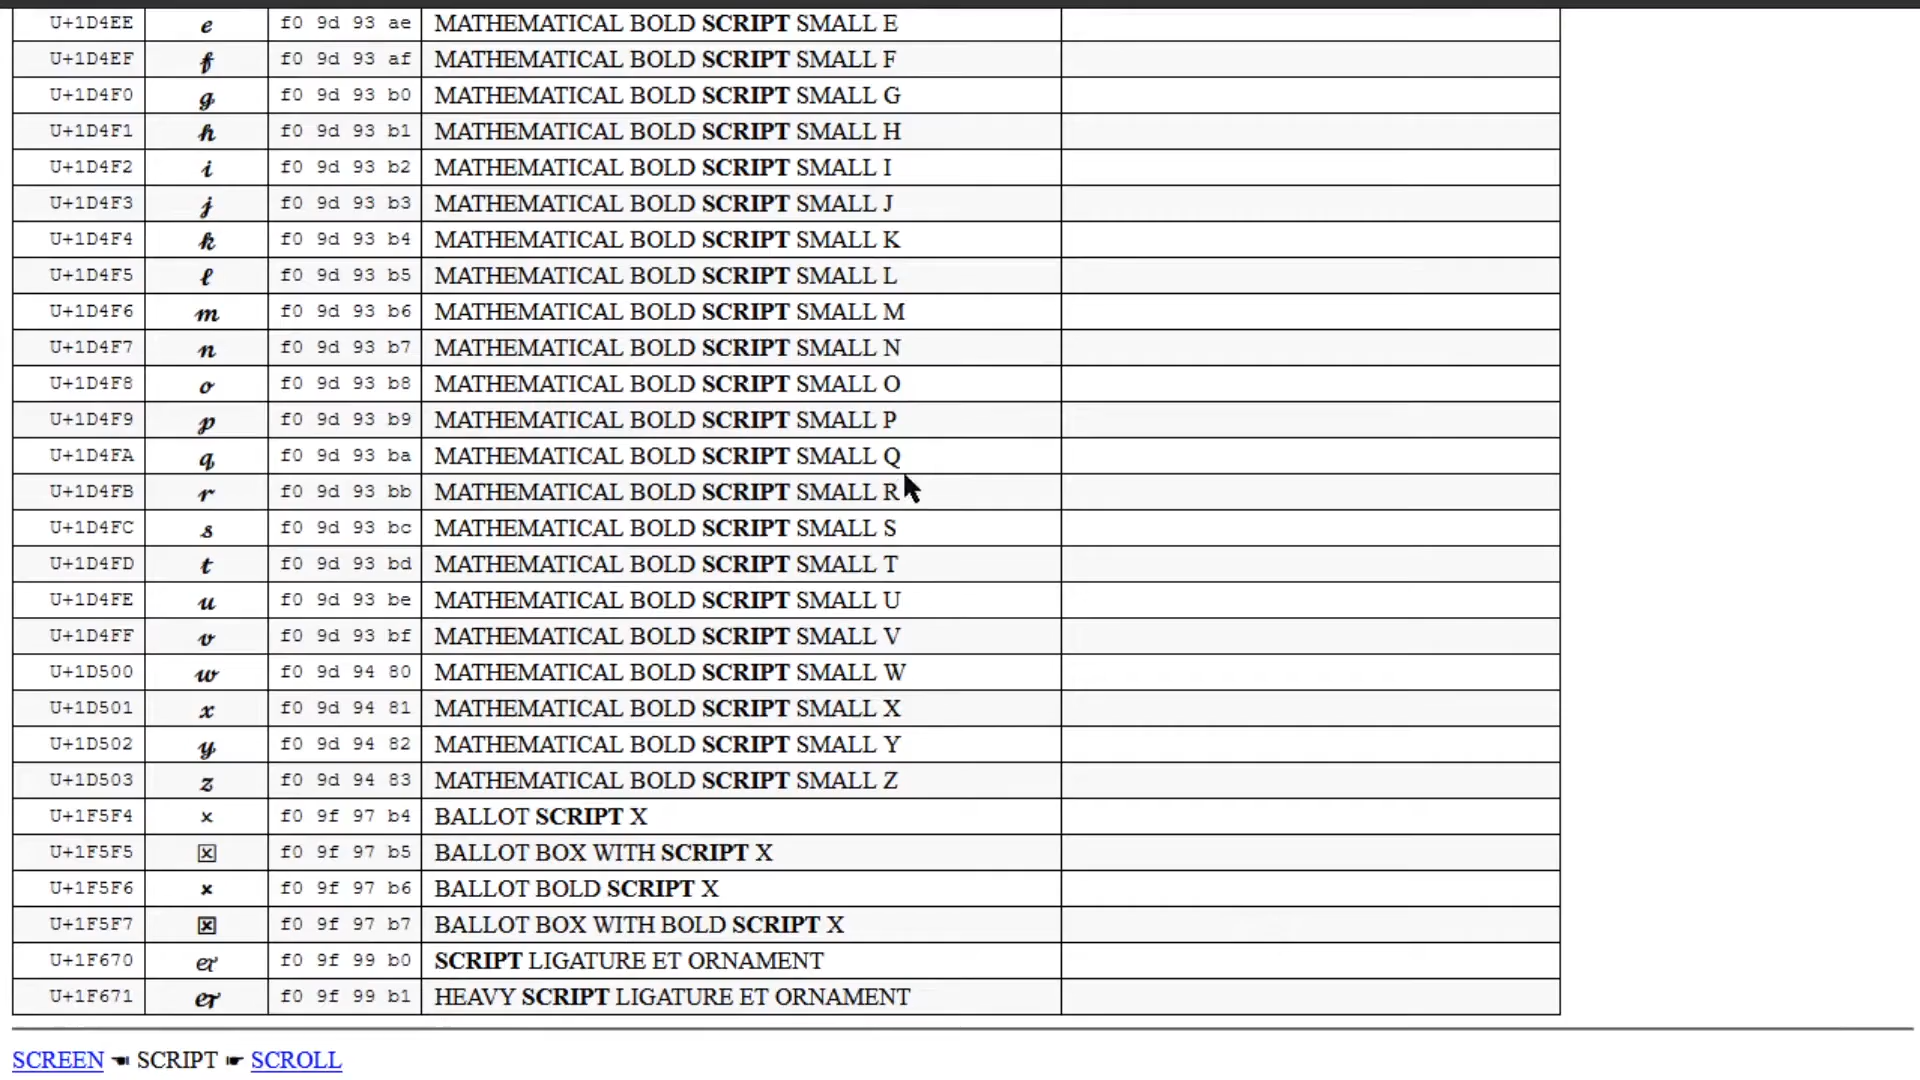 U+1D4EE 𝓮 f0 9d 93 ae MATHEMATICAL BOLD SCRIPT SMALL E
U+1D4EF 𝓯 f0 9d 93 af MATHEMATICAL BOLD SCRIPT SMALL F
U+1D4F0 𝓰 f0 9d 93 b0 MATHEMATICAL BOLD SCRIPT SMALL G
U+1D4F1 𝓱 f0 9d 93 b1 MATHEMATICAL BOLD SCRIPT SMALL H
U+1D4F2 𝓲 f0 9d 93 b2 MATHEMATICAL BOLD SCRIPT SMALL I
U+1D4F3 𝓳 f0 9d 93 b3 MATHEMATICAL BOLD SCRIPT SMALL J
U+1D4F4 𝓴 f0 9d 93 b4 MATHEMATICAL BOLD SCRIPT SMALL K
U+1D4F5 𝓵 f0 9d 93 b5 MATHEMATICAL BOLD SCRIPT SMALL L
U+1D4F6 𝓶 f0 9d 93 b6 MATHEMATICAL BOLD SCRIPT SMALL M
U+1D4F7 𝓷 f0 9d 93 b7 MATHEMATICAL BOLD SCRIPT SMALL N
U+1D4F8 𝓸 f0 9d 93 b8 MATHEMATICAL BOLD SCRIPT SMALL O
U+1D4F9 𝓹 f0 9d 93 b9 MATHEMATICAL BOLD SCRIPT SMALL P
U+1D4FA 𝓺 f0 9d 93 ba MATHEMATICAL BOLD SCRIPT SMALL Q
U+1D4FB 𝓻 f0 9d 93 bb MATHEMATICAL BOLD SCRIPT SMALL R
U+1D4FC 𝓼 f0 9d 93 bc MATHEMATICAL BOLD SCRIPT SMALL S
U+1D4FD 𝓽 f0 9d 93 bd MATHEMATICAL BOLD SCRIPT SMALL T
U+1D4FE 𝓾 f0 9d 93 be MATHEMATICAL BOLD SCRIPT SMALL U
U+1D4FF 𝓿 f0 9d 93 bf MATHEMATICAL BOLD SCRIPT SMALL V
U+1D500 𝔀 f0 9d 94 80 MATHEMATICAL BOLD SCRIPT SMALL W
U+1D501 𝔁 f0 9d 94 81 MATHEMATICAL BOLD SCRIPT SMALL X
U+1D502 𝔂 f0 9d 94 82 MATHEMATICAL BOLD SCRIPT SMALL Y
U+1D503 𝔃 f0 9d 94 83 MATHEMATICAL BOLD SCRIPT SMALL Z
U+1F5F4 🗴 f0 9f 97 b4 BALLOT SCRIPT X
U+1F5F5 🗵 f0 9f 97 b5 BALLOT BOX WITH SCRIPT X
U+1F5F6 🗶 f0 9f 97 b6 BALLOT BOLD SCRIPT X
U+1F5F7 🗷 f0 9f 97 b7 BALLOT BOX WITH BOLD SCRIPT X
U+1F670 🙰 f0 9f 99 b0 SCRIPT LIGATURE ET ORNAMENT
U+1F671 🙱 f0 9f 99 b1 HEAVY SCRIPT LIGATURE ET ORNAMENT
SCREEN ☚ SCRIPT ☛ SCROLL